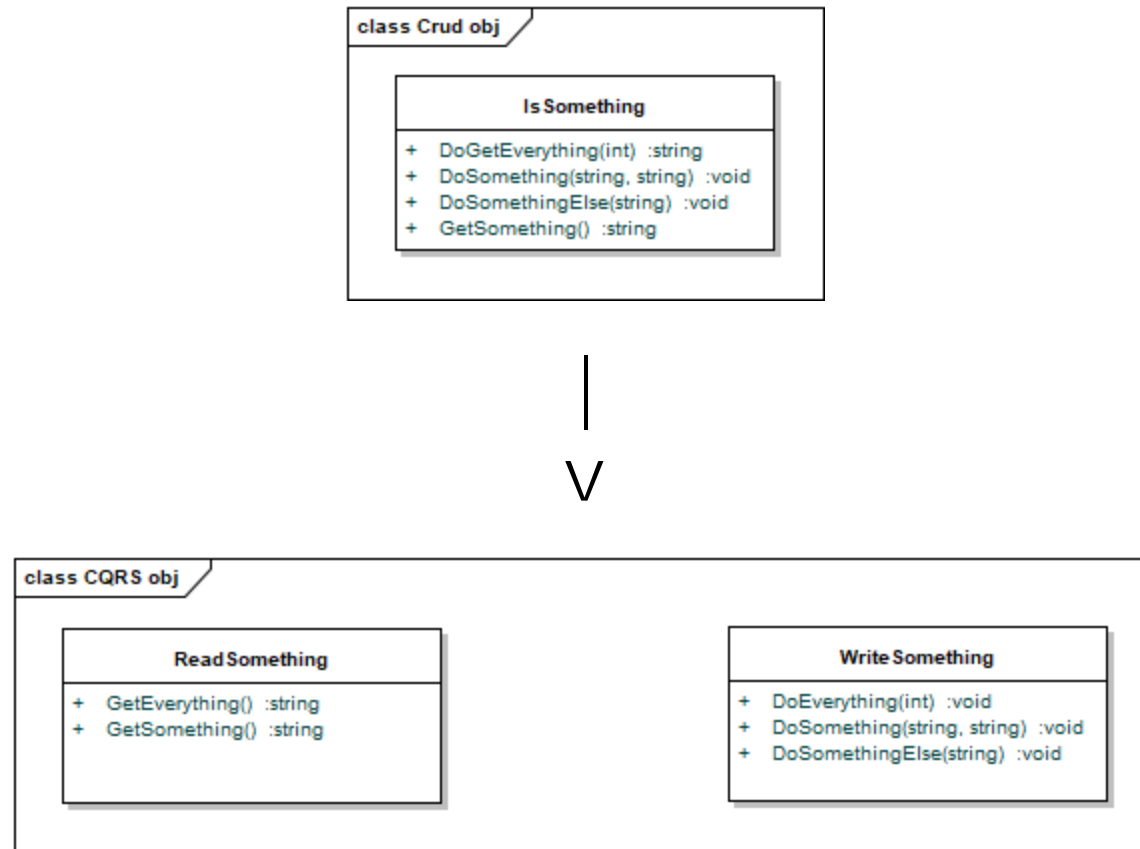 class Crud obj
IsSomething
+ DoGetEverything(int) :string
+ DoSomething(string, string) :void
+ DoSomethingElse(string) :void
+ GetSomething() :string
class CQRS obj
ReadSomething
+ GetEverything() :string
+ GetSomething() :string
WriteSomething
+ DoEverything(int) :void
+ DoSomething(string, string) :void
+ DoSomethingElse(string) :void